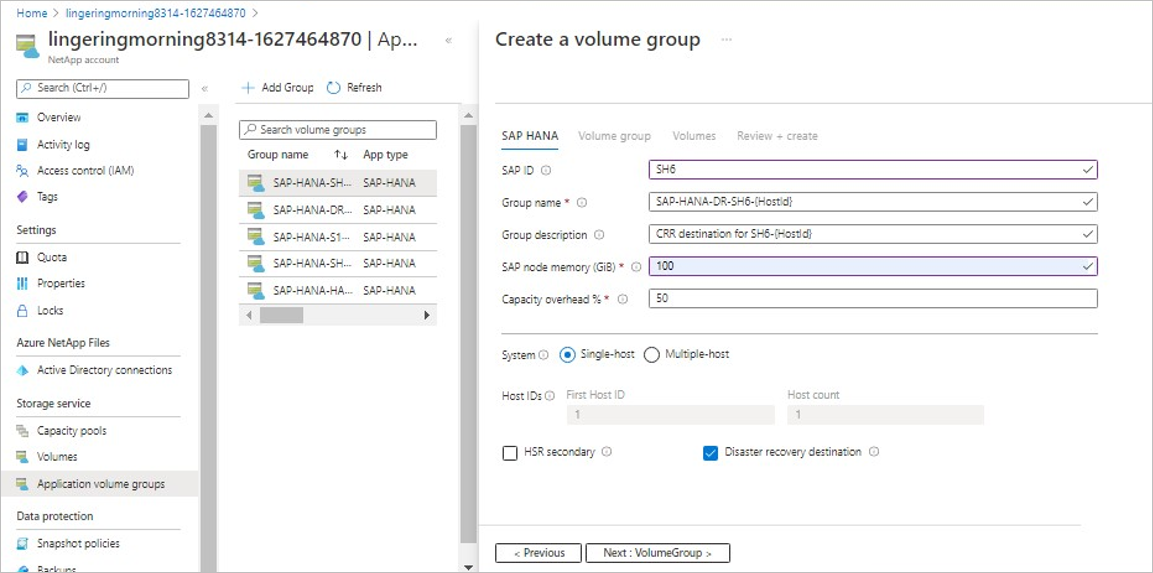 Home > lingeringmorning8314-1627464870 >
lingeringmorning8314-1627464870 | Ap...
NetApp account
«
Search (Ctrl+/)
«
Overview
Activity log
Access control (IAM)
Tags
Settings
Quota
Properties
Locks
Azure NetApp Files
Active Directory connections
Storage service
Capacity pools
Volumes
Application volume groups
Data protection
Snapshot policies
Backups
+ Add Group Refresh
Search volume groups
Group name ↑↓ App type
SAP-HANA-SH... SAP-HANA
SAP-HANA-DR... SAP-HANA
SAP-HANA-S1... SAP-HANA
SAP-HANA-SH... SAP-HANA
SAP-HANA-HA... SAP-HANA
Create a volume group ...
SAP HANA Volume group Volumes Review + create
SAP ID SH6
Group name * SAP-HANA-DR-SH6-{HostId}
Group description CRR destination for SH6-{HostId}
SAP node memory (GiB) * 100
Capacity overhead % * 50
System Single-host Multiple-host
Host IDs First Host ID Host count
1 1
HSR secondary Disaster recovery destination
< Previous Next : VolumeGroup >